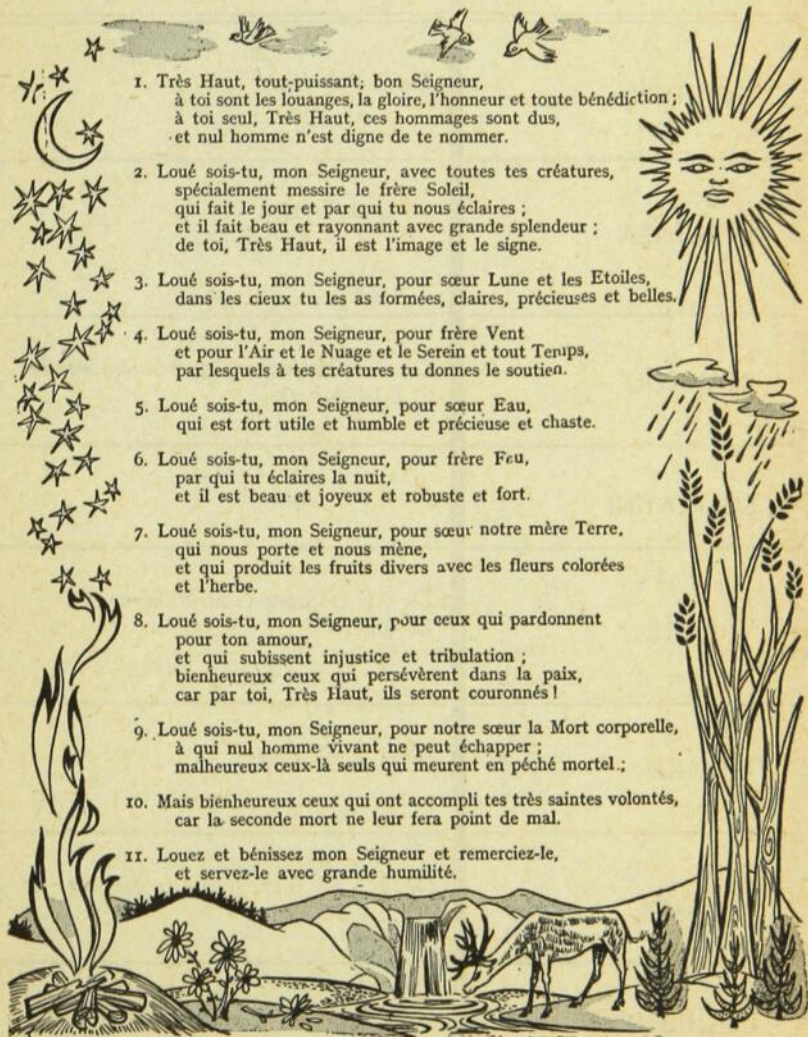 1. Très Haut, tout-puissant, bon Seigneur,
à toi sont les louanges, la gloire, l'honneur et toute bénédiction ;
à toi seul, Très Haut, ces hommages sont dus,
et nul homme n'est digne de te nommer.
2. Loué sois-tu, mon Seigneur, avec toutes tes créatures,
spécialement messire le frère Soleil,
qui fait le jour et par qui tu nous éclaires ;
et il fait beau et rayonnant avec grande splendeur ;
de toi, Très Haut, il est l'image et le signe.
3. Loué sois-tu, mon Seigneur, pour sœur Lune et les Etoiles,
dans les cieux tu les as formées, claires, précieuses et belles.
4. Loué sois-tu, mon Seigneur, pour frère Vent
et pour l'Air et le Nuage et le Serein et tout Temps,
par lesquels à tes créatures tu donnes le soutien.
5. Loué sois-tu, mon Seigneur, pour sœur Eau,
qui est fort utile et humble et précieuse et chaste.
6. Loué sois-tu, mon Seigneur, pour frère Feu,
par qui tu éclaires la nuit,
et il est beau et joyeux et robuste et fort.
7. Loué sois-tu, mon Seigneur, pour sœur notre mère Terre,
qui nous porte et nous mène,
et qui produit les fruits divers avec les fleurs colorées
et l'herbe.
8. Loué sois-tu, mon Seigneur, pour ceux qui pardonnent
pour ton amour,
et qui subissent injustice et tribulation ;
bienheureux ceux qui persévèrent dans la paix,
car par toi, Très Haut, ils seront couronnés !
9. Loué sois-tu, mon Seigneur, pour notre sœur la Mort corporelle,
à qui nul homme vivant ne peut échapper ;
malheureux ceux-là seuls qui meurent en péché mortel ;
10. Mais bienheureux ceux qui ont accompli tes très saintes volontés,
car la seconde mort ne leur fera point de mal.
11. Louez et bénissez mon Seigneur et remerciez-le,
et servez-le avec grande humilité.